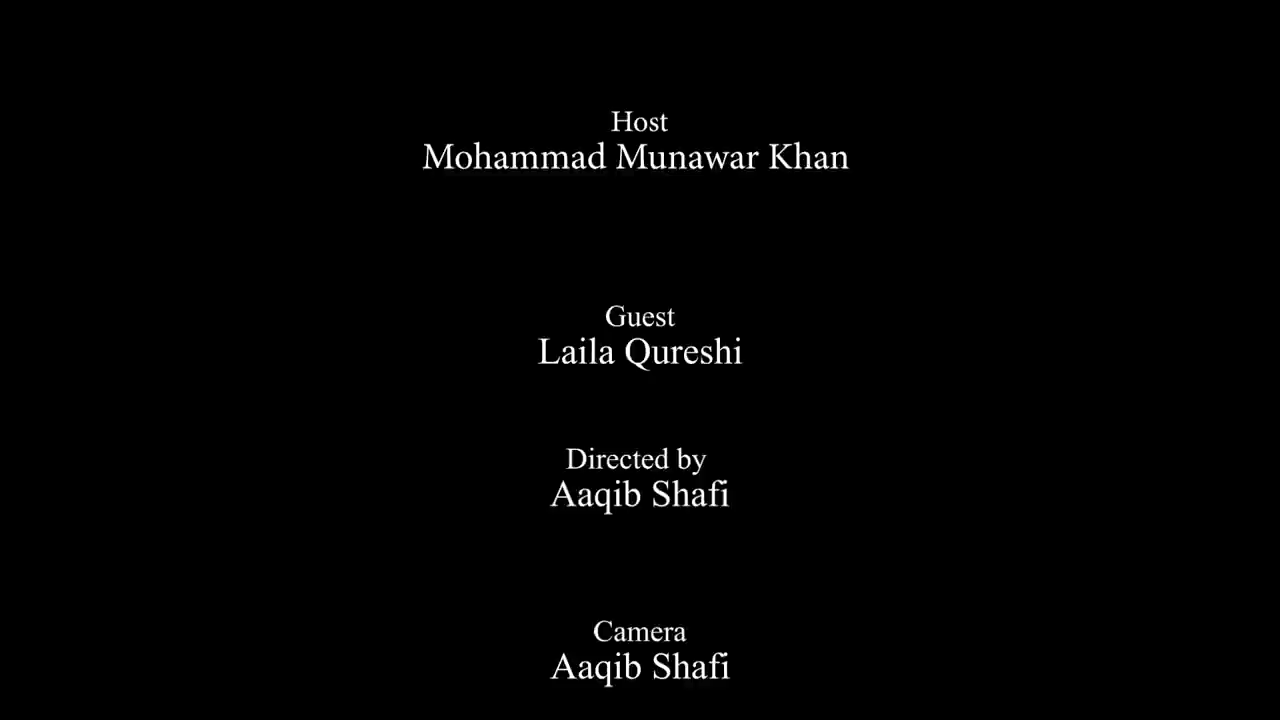 Host
Mohammad Munawar Khan
Guest
Laila Qureshi
Directed by
Aaqib Shafi
Camera
Aaqib Shafi